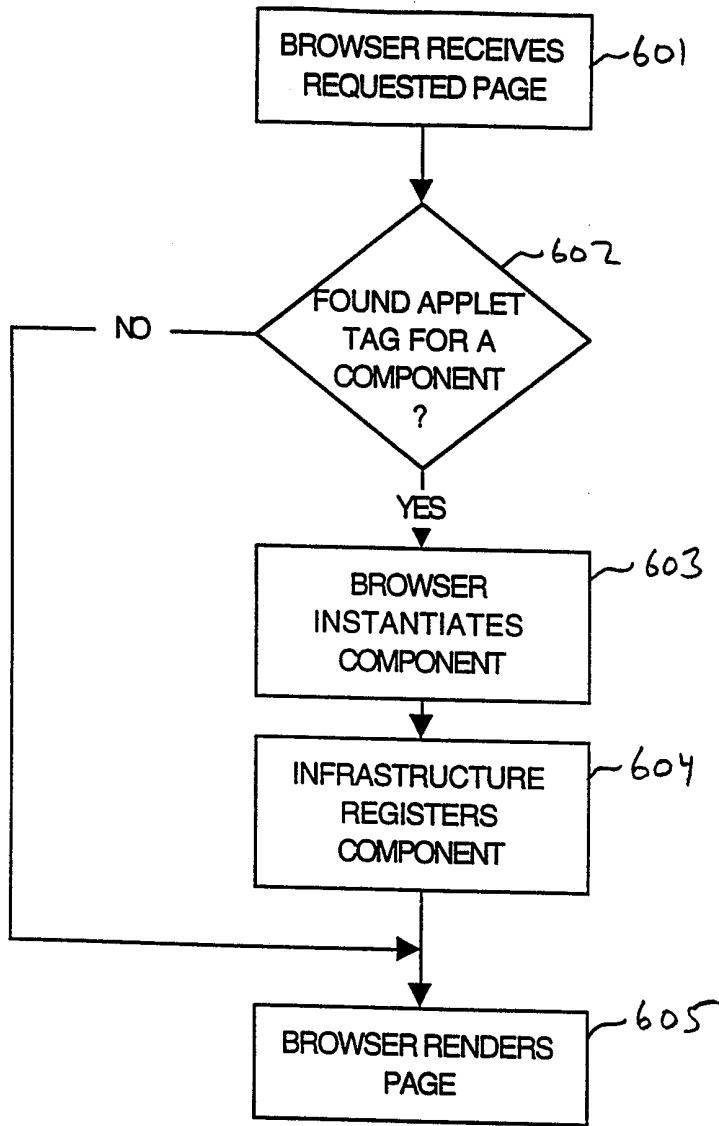 BROWSER RECEIVES
REQUESTED PAGE
601
602
FOUND APPLET
TAG FOR A
COMPONENT
?
NO
YES
603
BROWSER
INSTANTIATES
COMPONENT
604
INFRASTRUCTURE
REGISTERS
COMPONENT
605
BROWSER RENDERS
PAGE